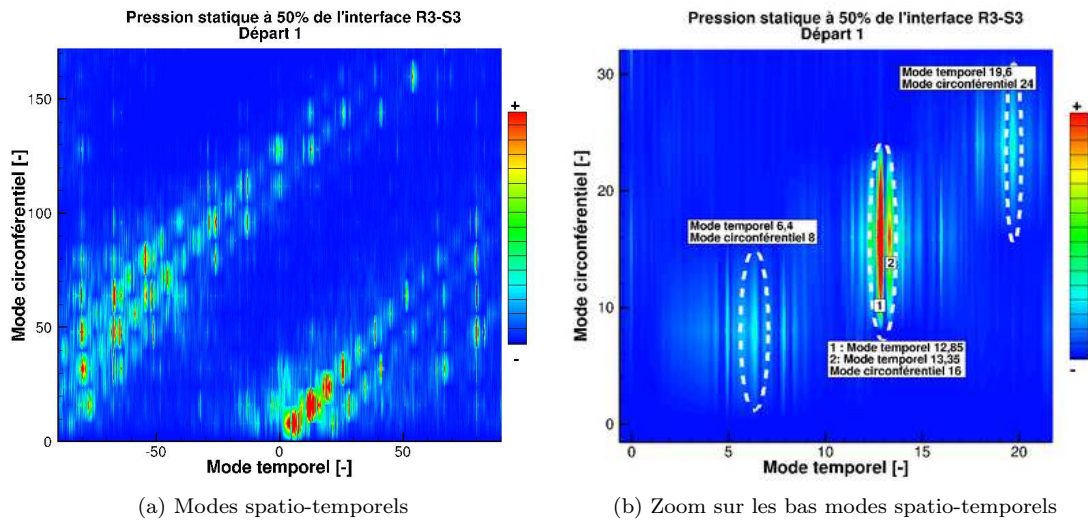 Pression statique à 50% de l'interface R3-S3
Départ 1
150
100
50
0
Mode circonférentiel [-]
-50
0
50
Mode temporel [-]
+
-
(a) Modes spatio-temporels
Pression statique à 50% de l'interface R3-S3
Départ 1
30
20
10
0
Mode circonférentiel [-]
Mode temporel 19,6
Mode circonférentiel 24
Mode temporel 6,4
Mode circonférentiel 8
2
1
1 : Mode temporel 12,85
2: Mode temporel 13,35
Mode circonférentiel 16
0
5
10
15
20
Mode temporel [-]
+
-
(b) Zoom sur les bas modes spatio-temporels